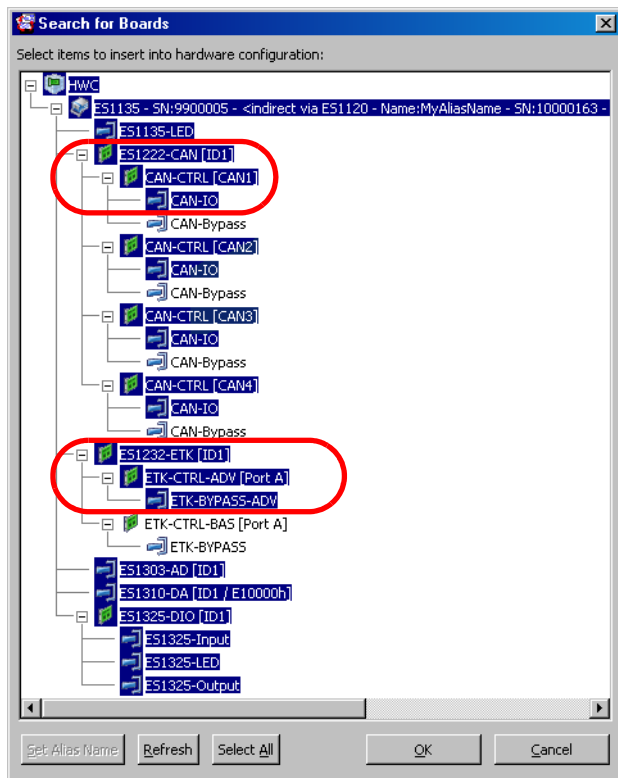 Search for Boards
Select items to insert into hardware configuration:
HWC
ES1135 - SN:9900005 - <indirect via ES1120 - Name:MyAliasName - SN:10000163 -
ES1135-LED
ES1222-CAN [ID1]
CAN-CTRL [CAN1]
CAN-IO
CAN-Bypass
CAN-CTRL [CAN2]
CAN-IO
CAN-Bypass
CAN-CTRL [CAN3]
CAN-IO
CAN-Bypass
CAN-CTRL [CAN4]
CAN-IO
CAN-Bypass
ES1232-ETK [ID1]
ETK-CTRL-ADV [Port A]
ETK-BYPASS-ADV
ETK-CTRL-BAS [Port A]
ETK-BYPASS
ES1303-AD [ID1]
ES1310-DA [ID1 / E10000h]
ES1325-DIO [ID1]
ES1325-Input
ES1325-LED
ES1325-Output
Set Alias Name Refresh Select All OK Cancel